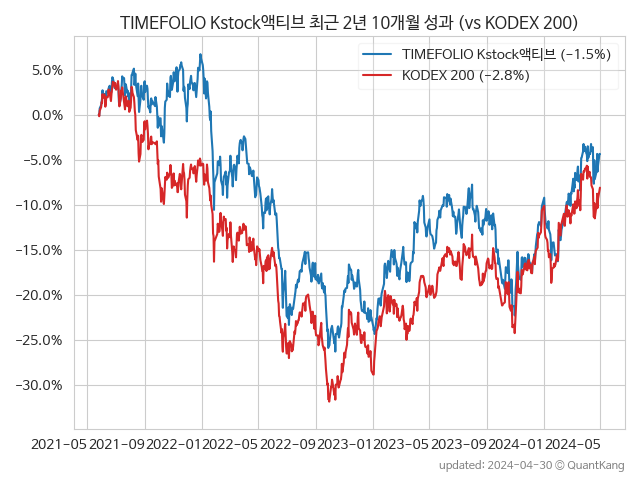 TIMEFOLIO Kstock액티브 최근 2년 10개월 성과 (vs KODEX 200)
TIMEFOLIO Kstock액티브 (−1.5%)
KODEX 200 (−2.8%)
5.0%
0.0%
−5.0%
−10.0%
−15.0%
−20.0%
−25.0%
−30.0%
2021-05 2021-09 2022-01 2022-05 2022-09 2023-01 2023-05 2023-09 2024-01 2024-05
updated: 2024-04-30 © QuantKang